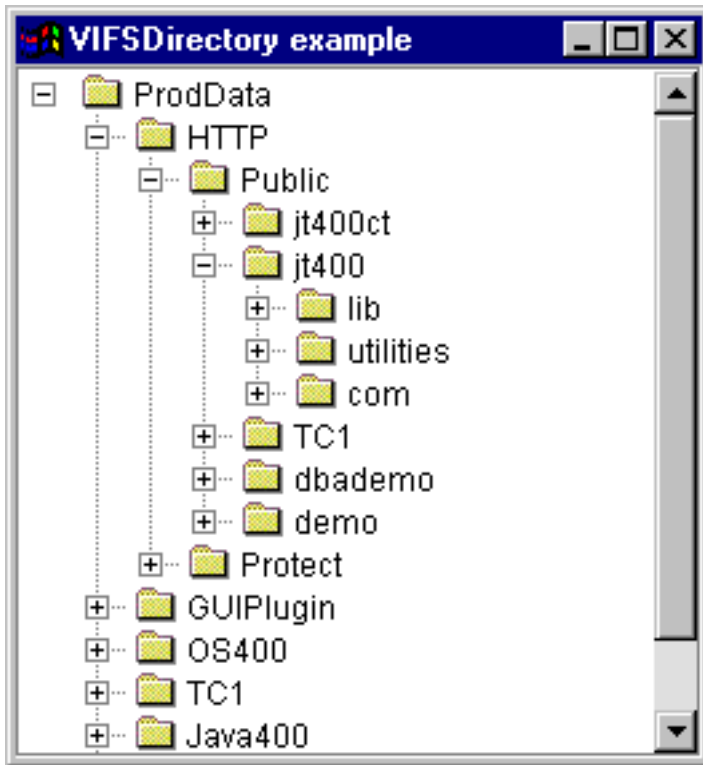 VIFSDirectory example
ProdData
HTTP
Public
jt400ct
jt400
lib
utilities
com
TC1
dbademo
demo
Protect
GUIPlugin
OS400
TC1
Java400